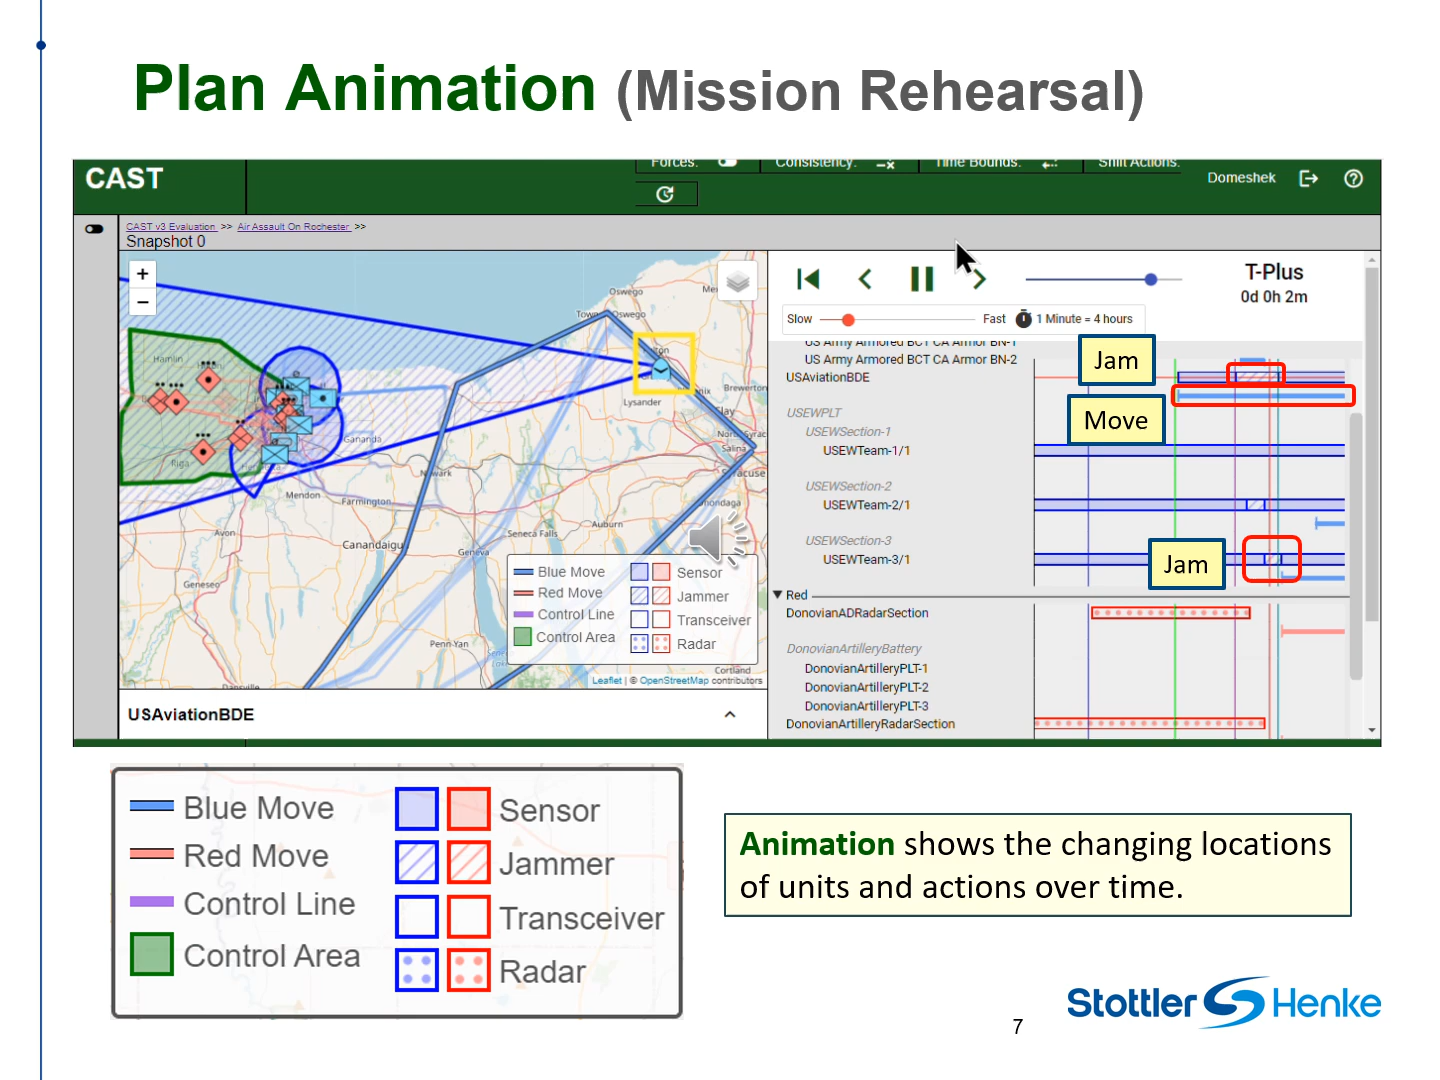 Plan Animation (Mission Rehearsal)
CAST
Forces:
Consistency:
Time Bounds:
Shift Actions:
Domeshek
CAST v3 Evaluation >> Air Assault On Rochester >>
Snapshot 0
+
−
Oswego
Oswego
Hamlin
Lysander
Brewerton
Clay
Salina
Syracuse
Riga
Gananda
Mendon
Farmington
Newark
Avon
Canandaigu
Geneva
Seneca Falls
Auburn
Geneseo
Penn Yan
Cortland
Dansville
Blue Move
Red Move
Control Line
Control Area
Sensor
Jammer
Transceiver
Radar
Leaflet | © OpenStreetMap contributors
USAviationBDE
T-Plus
0d 0h 2m
Slow
Fast
1 Minute = 4 hours
US Army Armored BCT CA Armor BN-1
US Army Armored BCT CA Armor BN-2
USAviationBDE
USEWPLT
USEWSection-1
USEWTeam-1/1
USEWSection-2
USEWTeam-2/1
USEWSection-3
USEWTeam-3/1
Jam
Move
Jam
Red
DonovianADRadarSection
DonovianArtilleryBattery
DonovianArtilleryPLT-1
DonovianArtilleryPLT-2
DonovianArtilleryPLT-3
DonovianArtilleryRadarSection
Blue Move
Red Move
Control Line
Control Area
Sensor
Jammer
Transceiver
Radar
Animation shows the changing locations
of units and actions over time.
Stottler Henke
7